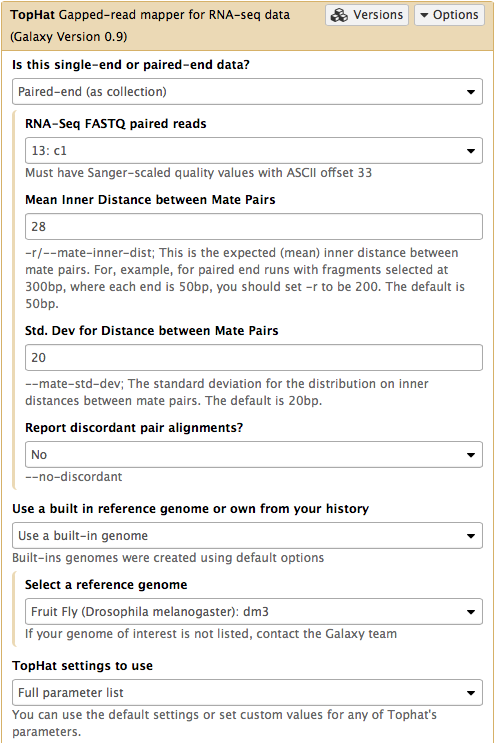 TopHat Gapped-read mapper for RNA-seq data
(Galaxy Version 0.9)
Versions
Options
Is this single-end or paired-end data?
Paired-end (as collection)
RNA-Seq FASTQ paired reads
13: c1
Must have Sanger-scaled quality values with ASCII offset 33
Mean Inner Distance between Mate Pairs
28
-r/--mate-inner-dist; This is the expected (mean) inner distance between
mate pairs. For, example, for paired end runs with fragments selected at
300bp, where each end is 50bp, you should set -r to be 200. The default is
50bp.
Std. Dev for Distance between Mate Pairs
20
--mate-std-dev; The standard deviation for the distribution on inner
distances between mate pairs. The default is 20bp.
Report discordant pair alignments?
No
--no-discordant
Use a built in reference genome or own from your history
Use a built-in genome
Built-ins genomes were created using default options
Select a reference genome
Fruit Fly (Drosophila melanogaster): dm3
If your genome of interest is not listed, contact the Galaxy team
TopHat settings to use
Full parameter list
You can use the default settings or set custom values for any of Tophat's
parameters.